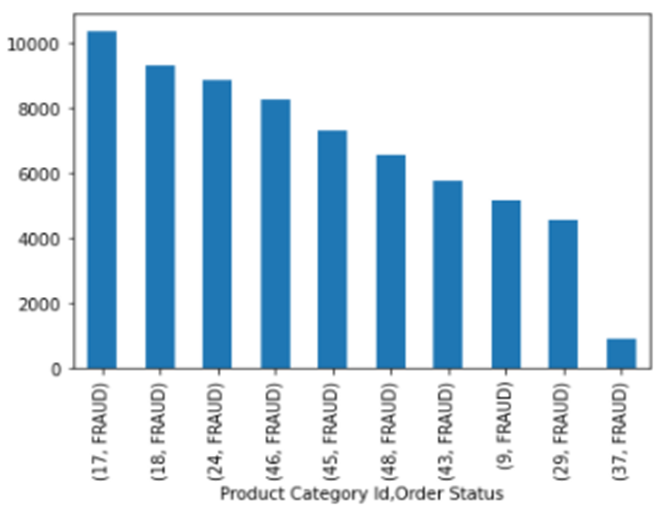 10000
8000
6000
4000
2000
0
(17, FRAUD)
(18, FRAUD)
(24, FRAUD)
(46, FRAUD)
(45, FRAUD)
(48, FRAUD)
(43, FRAUD)
(9, FRAUD)
(29, FRAUD)
(37, FRAUD)
Product Category Id,Order Status